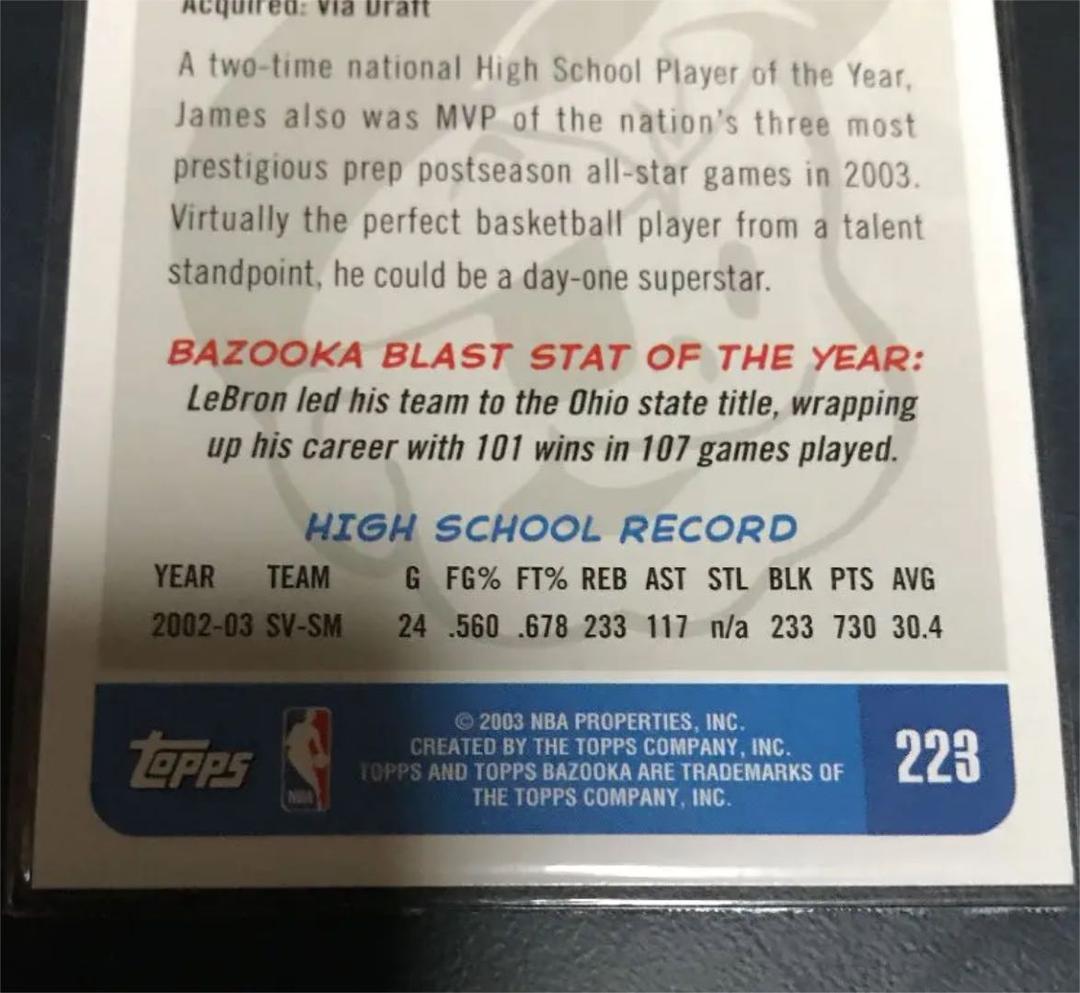 Acquired: Via Draft
A two-time national High School Player of the Year,
James also was MVP of the nation's three most
prestigious prep postseason all-star games in 2003.
Virtually the perfect basketball player from a talent
standpoint, he could be a day-one superstar.
BAZOOKA BLAST STAT OF THE YEAR:
LeBron led his team to the Ohio state title, wrapping
up his career with 101 wins in 107 games played.
HIGH SCHOOL RECORD
YEAR TEAM G FG% FT% REB AST STL BLK PTS AVG
2002-03 SV-SM 24 .560 .678 233 117 n/a 233 730 30.4
Topps
NBA
© 2003 NBA PROPERTIES, INC.
CREATED BY THE TOPPS COMPANY, INC.
TOPPS AND TOPPS BAZOOKA ARE TRADEMARKS OF
THE TOPPS COMPANY, INC.
223